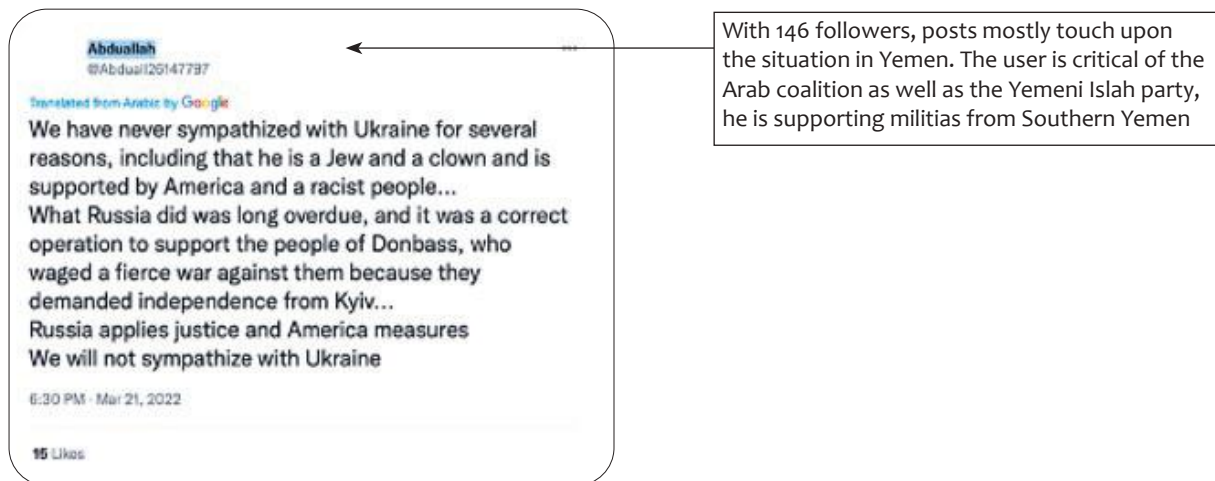 Abduallah
@Abduall26147797
Translated from Arabic by Google
We have never sympathized with Ukraine for several
reasons, including that he is a Jew and a clown and is
supported by America and a racist people...
What Russia did was long overdue, and it was a correct
operation to support the people of Donbass, who
waged a fierce war against them because they
demanded independence from Kyiv...
Russia applies justice and America measures
We will not sympathize with Ukraine
6:30 PM · Mar 21, 2022
15 Likes
With 146 followers, posts mostly touch upon
the situation in Yemen. The user is critical of the
Arab coalition as well as the Yemeni Islah party,
he is supporting militias from Southern Yemen